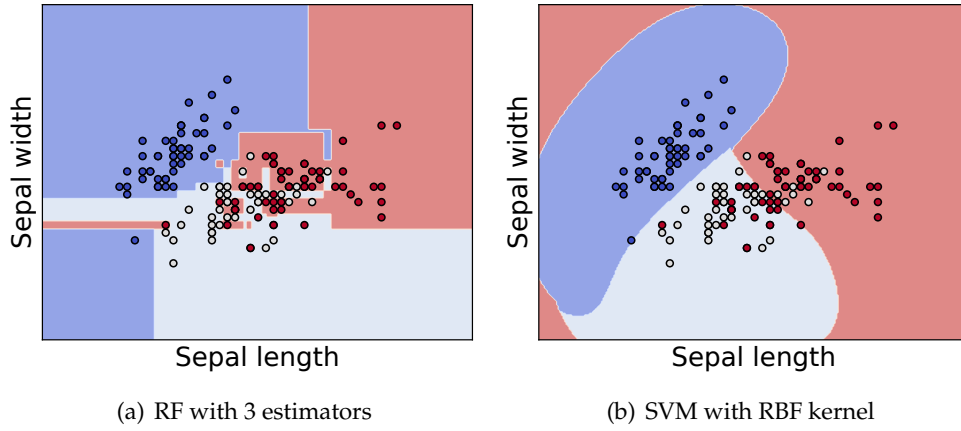 Sepal width
Sepal length
(a) RF with 3 estimators
Sepal width
Sepal length
(b) SVM with RBF kernel